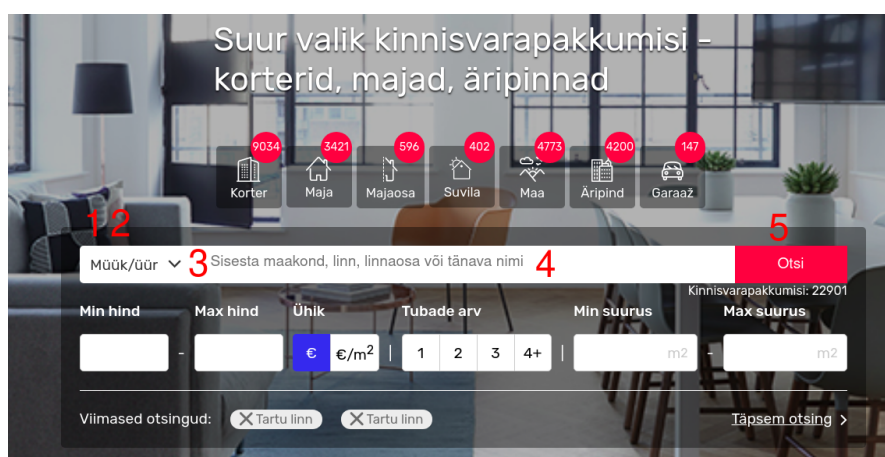 Suur valik kinnisvarapakkumisi -
korterid, majad, äripinnad
9034 3421 596 402 4773 4200 147
Korter Maja Majaosa Suvila Maa Äripind Garaaž
12 5
Müük/üür 3 Sisesta maakond, linn, linnaosa või tänava nimi 4 Otsi
Kinnisvarapakkumisi: 22901
Min hind Max hind Ühik Tubade arv Min suurus Max suurus
- € €/m² | 1 2 3 4+ | m2 - m2
Viimased otsingud: Tartu linn Tartu linn Täpsem otsing >